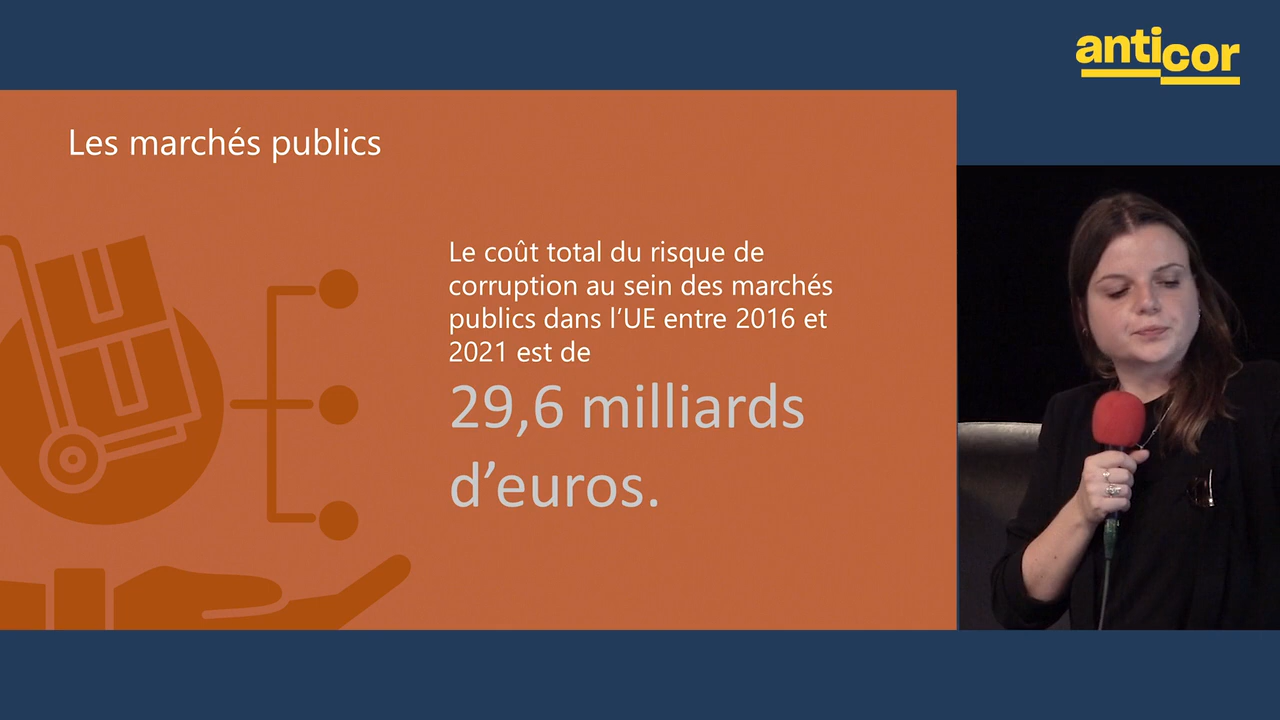 anticor
Les marchés publics
Le coût total du risque de
corruption au sein des marchés
publics dans l’UE entre 2016 et
2021 est de
29,6 milliards
d’euros.